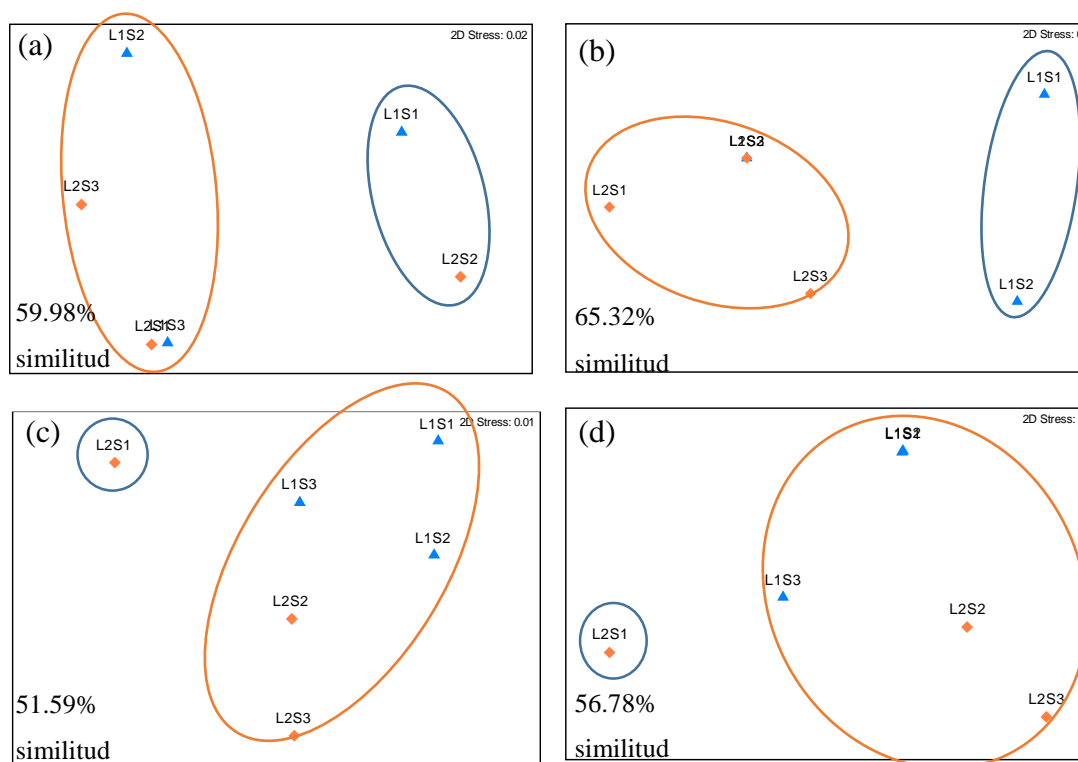 (a)
2D Stress: 0.02
L1S2
L1S1
L2S3
L2S2
59.98%
L1S3
similitud
(b)
2D Stress:
L1S1
L2S1
L2S3
L1S2
65.32%
similitud
(c)
2D Stress: 0.01
L1S1
L2S1
L1S3
L1S2
L2S2
51.59%
L2S3
similitud
(d)
2D Stress:
L1S3
L2S2
L2S1
56.78%
L2S3
similitud